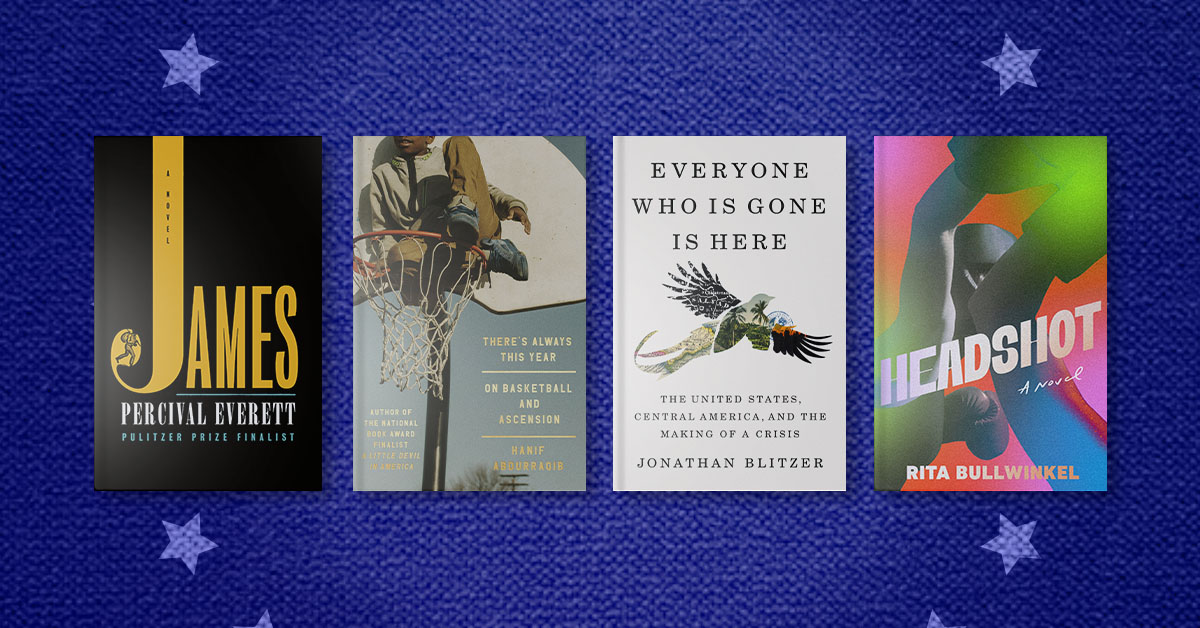 A NOVEL
JAMES
PERCIVAL EVERETT
PULITZER PRIZE FINALIST
THERE'S ALWAYS
THIS YEAR
ON BASKETBALL
AND
ASCENSION
HANIF
ABDURRAQIB
AUTHOR OF
THE NATIONAL
BOOK AWARD
FINALIST
A LITTLE DEVIL
IN AMERICA
EVERYONE
WHO IS GONE
IS HERE
THE UNITED STATES,
CENTRAL AMERICA, AND THE
MAKING OF A CRISIS
JONATHAN BLITZER
HEADSHOT
A Novel
RITA BULLWINKEL